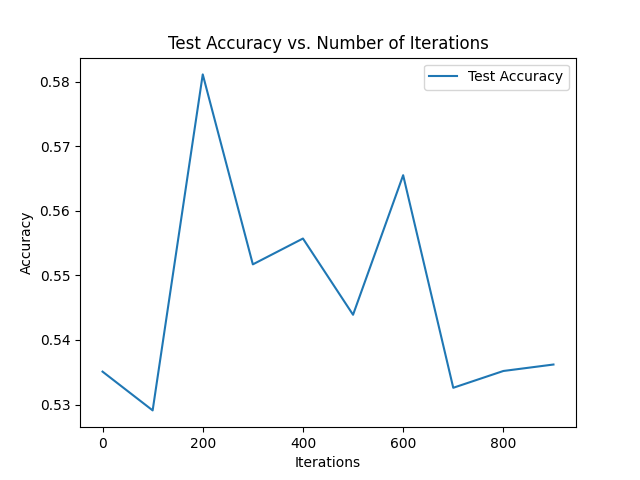 Test Accuracy vs. Number of Iterations
Test Accuracy
0.58
0.57
0.56
0.55
0.54
0.53
Accuracy
0 200 400 600 800
Iterations